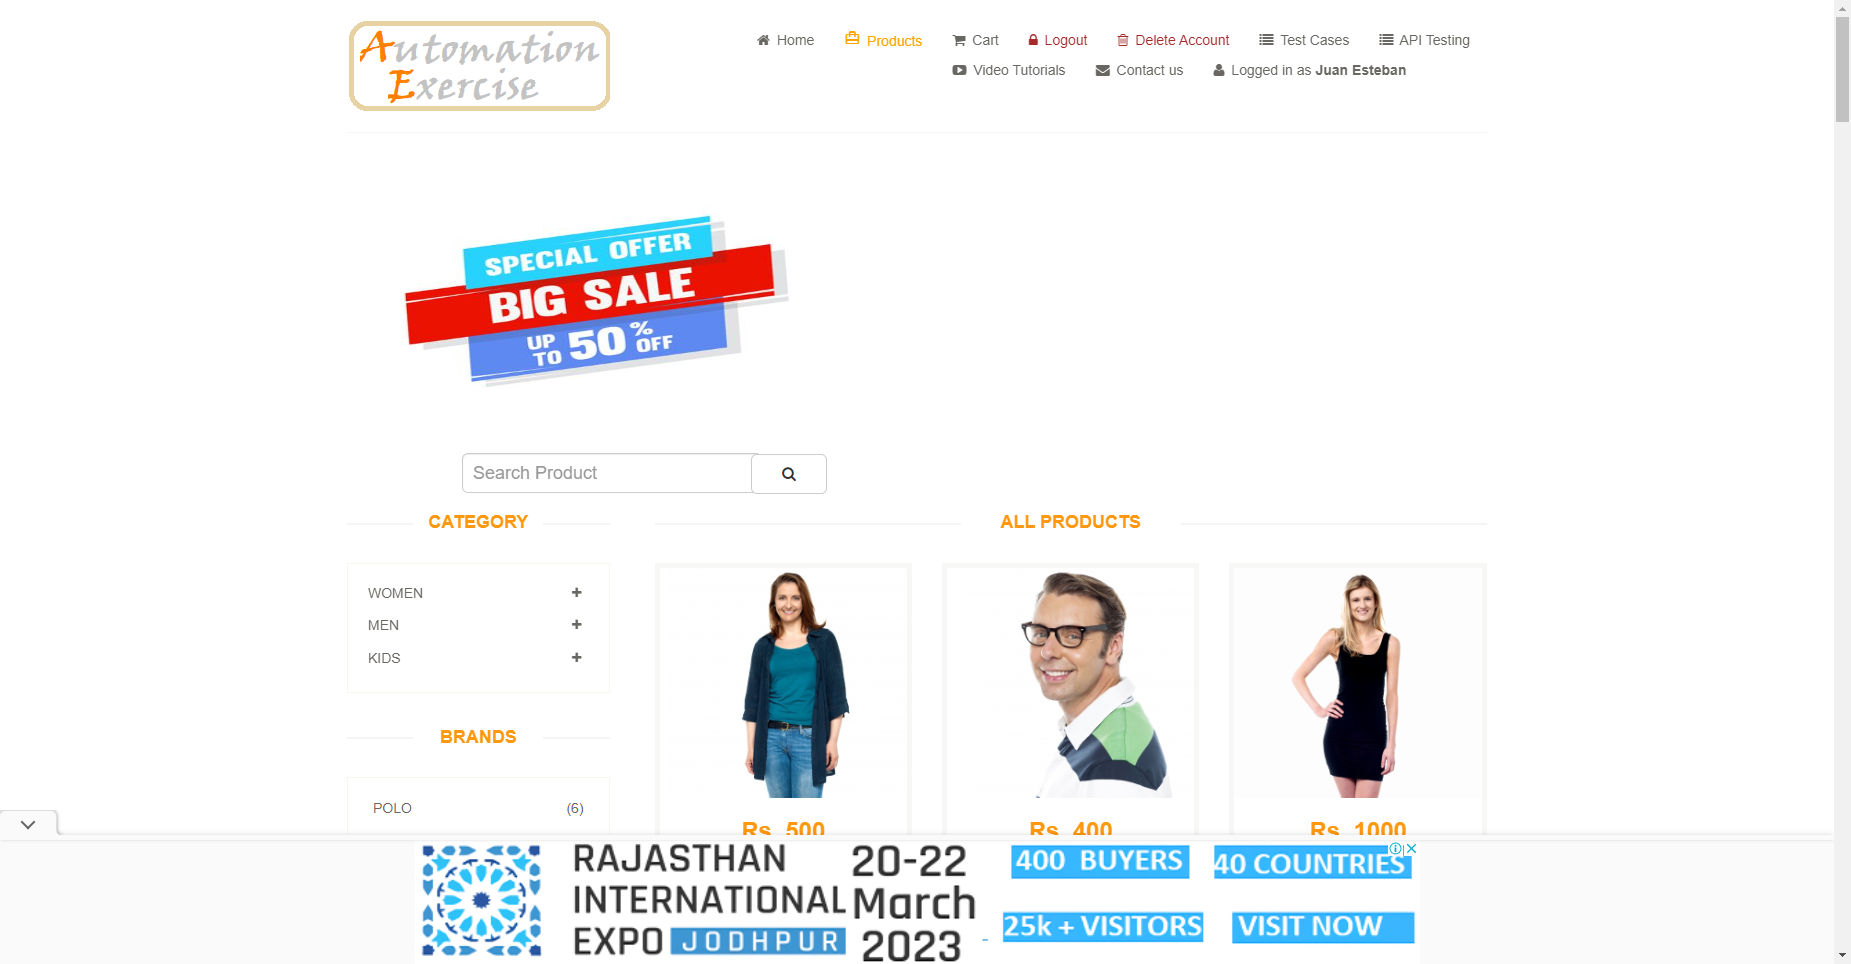 Automation
Exercise
Home
Products
Cart
Logout
Delete Account
Test Cases
API Testing
Video Tutorials
Contact us
Logged in as Juan Esteban
SPECIAL OFFER
BIG SALE
UP TO 50% OFF
Search Product
CATEGORY
WOMEN
MEN
KIDS
BRANDS
POLO (6)
ALL PRODUCTS
Rs. 500
Rs. 400
Rs. 1000
RAJASTHAN
INTERNATIONAL
EXPO JODHPUR
20-22
March
2023
400 BUYERS
40 COUNTRIES
25k + VISITORS
VISIT NOW